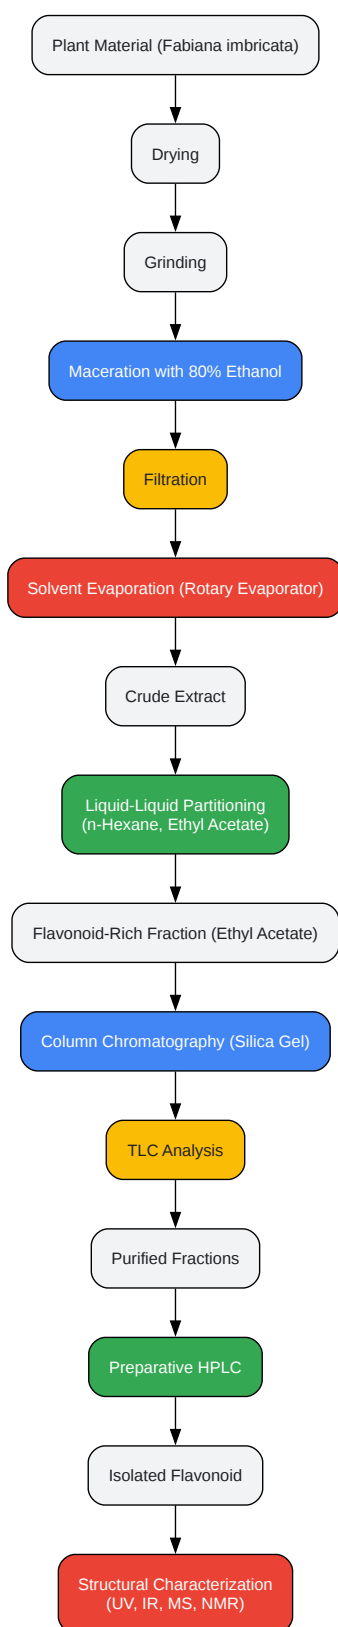 Plant Material (Fabiana imbricata)
Drying
Grinding
Maceration with 80% Ethanol
Filtration
Solvent Evaporation (Rotary Evaporator)
Crude Extract
Liquid-Liquid Partitioning
(n-Hexane, Ethyl Acetate)
Flavonoid-Rich Fraction (Ethyl Acetate)
Column Chromatography (Silica Gel)
TLC Analysis
Purified Fractions
Preparative HPLC
Isolated Flavonoid
Structural Characterization
(UV, IR, MS, NMR)